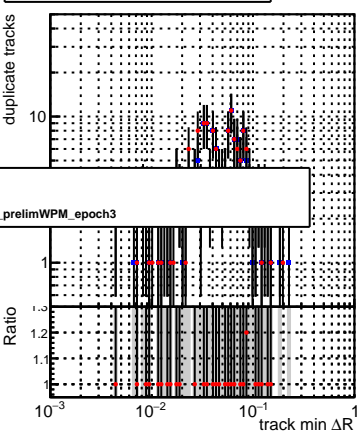 duplicate tracks
10
_prelimWPM_epoch3
1
Ratio
1.3
1.2
1.1
1
10⁻³ 10⁻² 10⁻¹ 1
track min ΔR